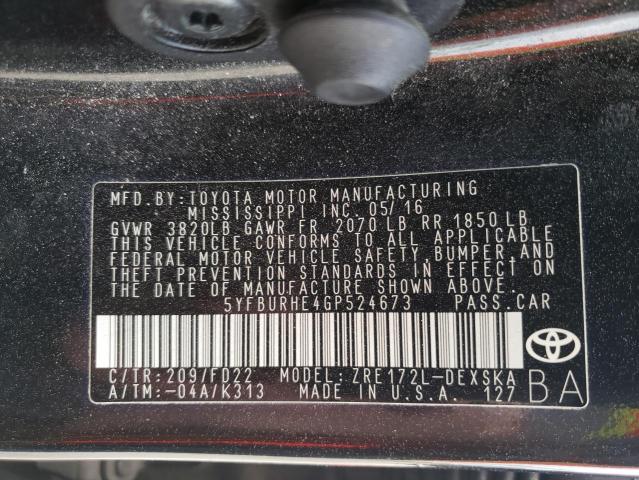 MFD. BY: TOYOTA MOTOR MANUFACTURING
MISSISSIPPI INC. 05/16
GVWR 3820LB GAWR FR 2070 LB RR 1850 LB
THIS VEHICLE CONFORMS TO ALL APPLICABLE
FEDERAL MOTOR VEHICLE SAFETY, BUMPER, AND
THEFT PREVENTION STANDARDS IN EFFECT ON
THE DATE OF MANUFACTURE SHOWN ABOVE.
5YFBURHE4GP524673 PASS. CAR
C/TR: 209/FD22 MODEL: ZRE172L-DEXSKA
A/TM: -04A/K313 MADE IN U.S.A. 127
BA